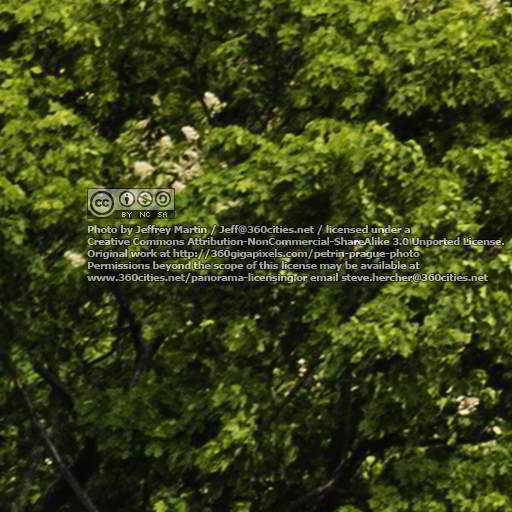 cc BY NC SA
Photo by Jeffrey Martin / Jeff@360cities.net / licensed under a
Creative Commons Attribution-NonCommercial-ShareAlike 3.0 Unported License.
Original work at http://360gigapixels.com/petrin-prague-photo
Permissions beyond the scope of this license may be available at
www.360cities.net/panorama-licensing or email steve.hercher@360cities.net